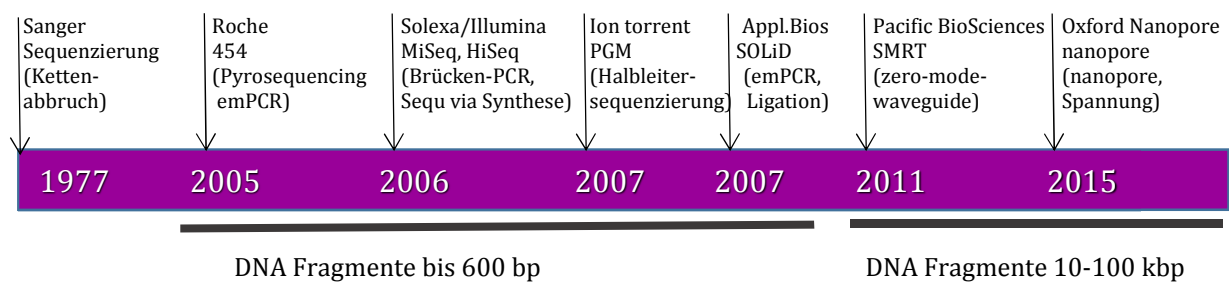 Sanger
Sequenzierung
(Ketten-
abbruch)
Roche
454
(Pyrosequencing
emPCR)
Solexa/Illumina
MiSeq, HiSeq
(Brücken-PCR,
Sequ via Synthese)
Ion torrent
PGM
(Halbleiter-
sequenzierung)
Appl.Bios
SOLiD
(emPCR,
Ligation)
Pacific BioSciences
SMRT
(zero-mode-
waveguide)
Oxford Nanopore
nanopore
(nanopore,
Spannung)
1977 2005 2006 2007 2007 2011 2015
DNA Fragmente bis 600 bp
DNA Fragmente 10-100 kbp